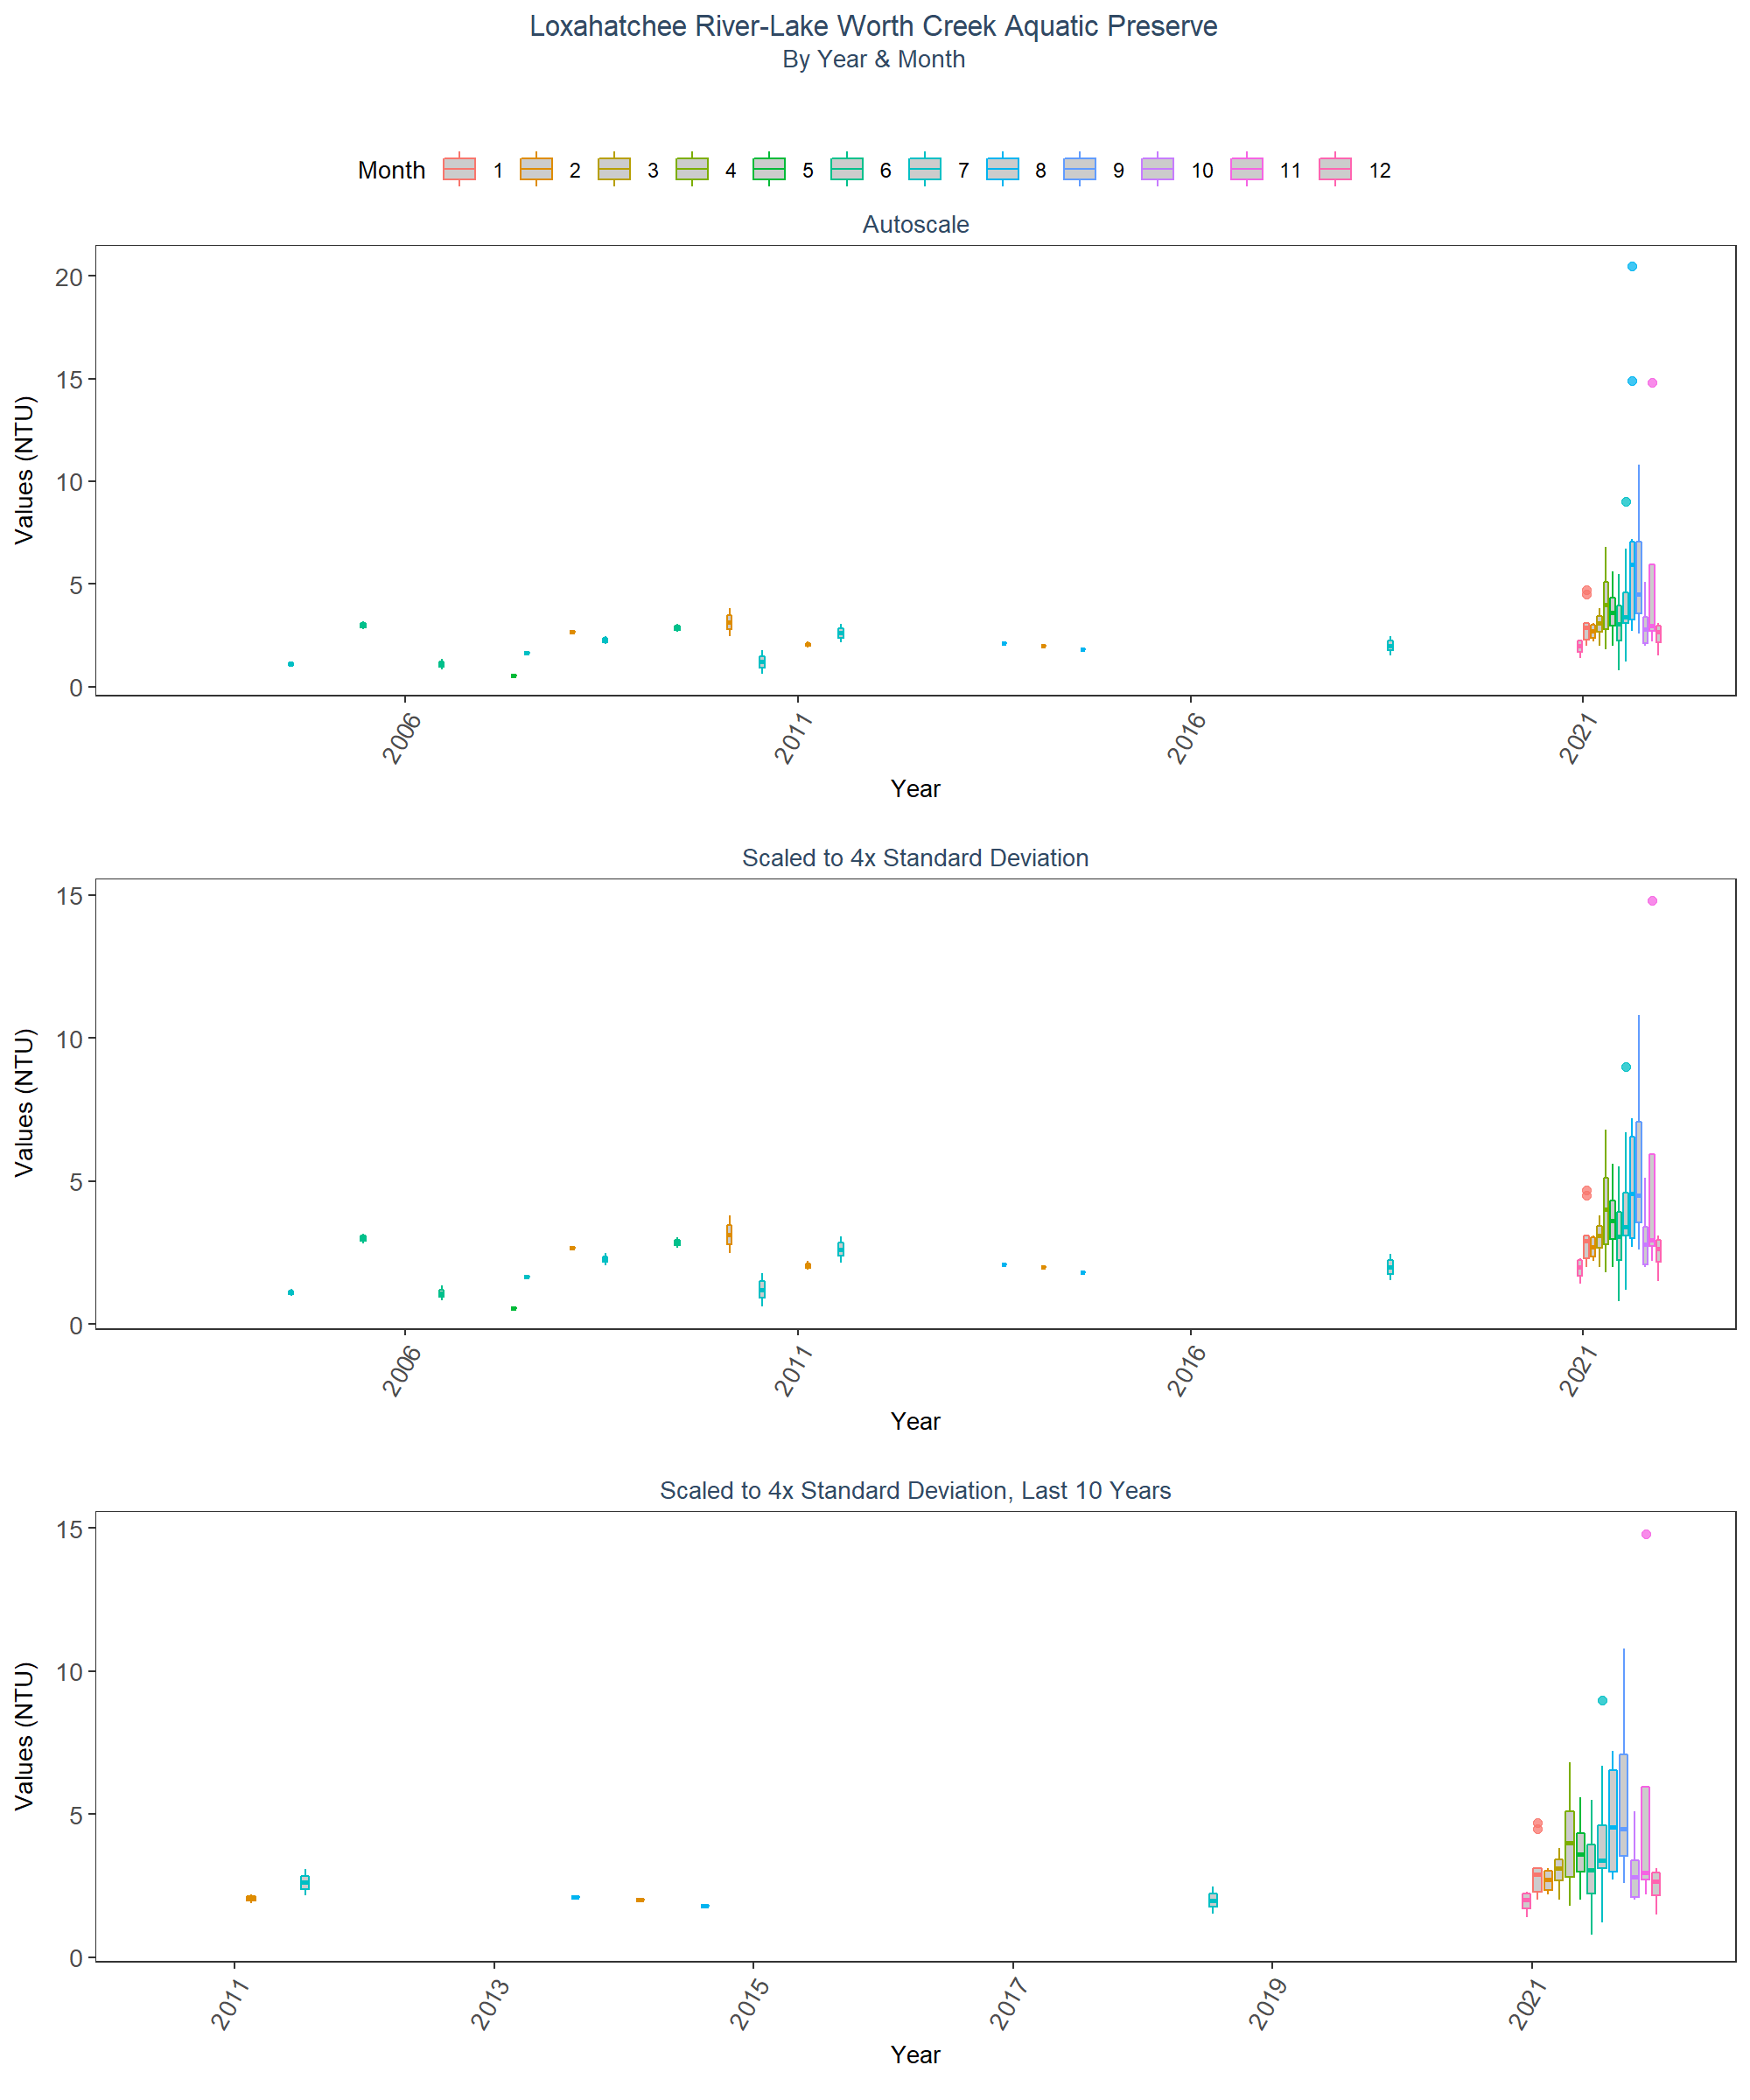 Loxahatchee River-Lake Worth Creek Aquatic Preserve
By Year & Month
Month 1 2 3 4 5 6 7 8 9 10 11 12
Autoscale
Values (NTU)
20
15
10
5
0
2006 2011 2016 2021
Year
Scaled to 4x Standard Deviation
Values (NTU)
15
10
5
0
2006 2011 2016 2021
Year
Scaled to 4x Standard Deviation, Last 10 Years
Values (NTU)
15
10
5
0
2011 2013 2015 2017 2019 2021
Year